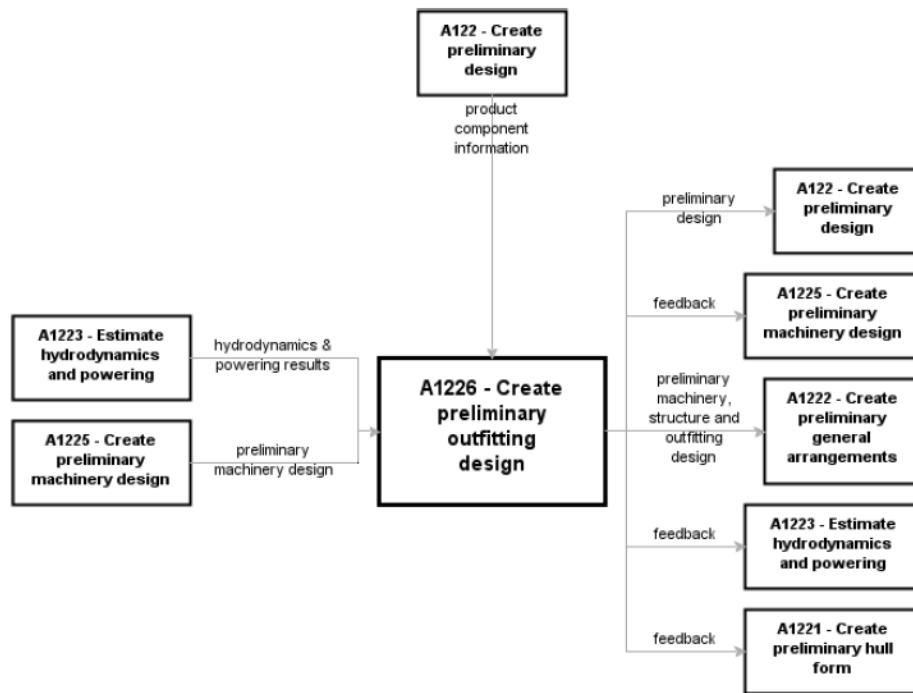 A122 - Create
preliminary
design
product
component
information
A122 - Create
preliminary
design
preliminary
design
A1225 - Create
preliminary
machinery design
feedback
A1223 - Estimate
hydrodynamics
and powering
hydrodynamics &
powering results
A1225 - Create
preliminary
machinery design
preliminary
machinery design
A1226 - Create
preliminary
outfitting
design
preliminary
machinery,
structure and
outfitting
design
A1222 - Create
preliminary
general
arrangements
feedback
A1223 - Estimate
hydrodynamics
and powering
feedback
A1221 - Create
preliminary hull
form